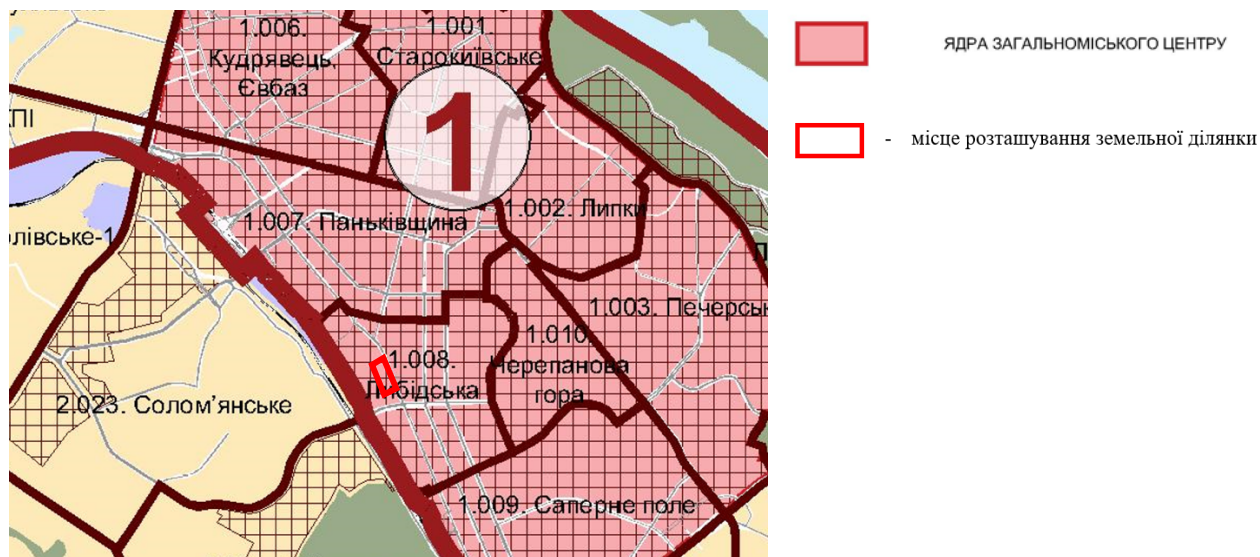 1.006.
Кудрявець,
Євбаз
1.001.
Старокиївське
КПІ
1
1.007. Паньківщина
1.002. Липки
1.003. Печерськ
1.010.
Черепанова
гора
1.008.
Либідська
2.023. Солом’янське
1.009. Саперне поле
олівське-1
ЯДРА ЗАГАЛЬНОМІСЬКОГО ЦЕНТРУ
- місце розташування земельної ділянки